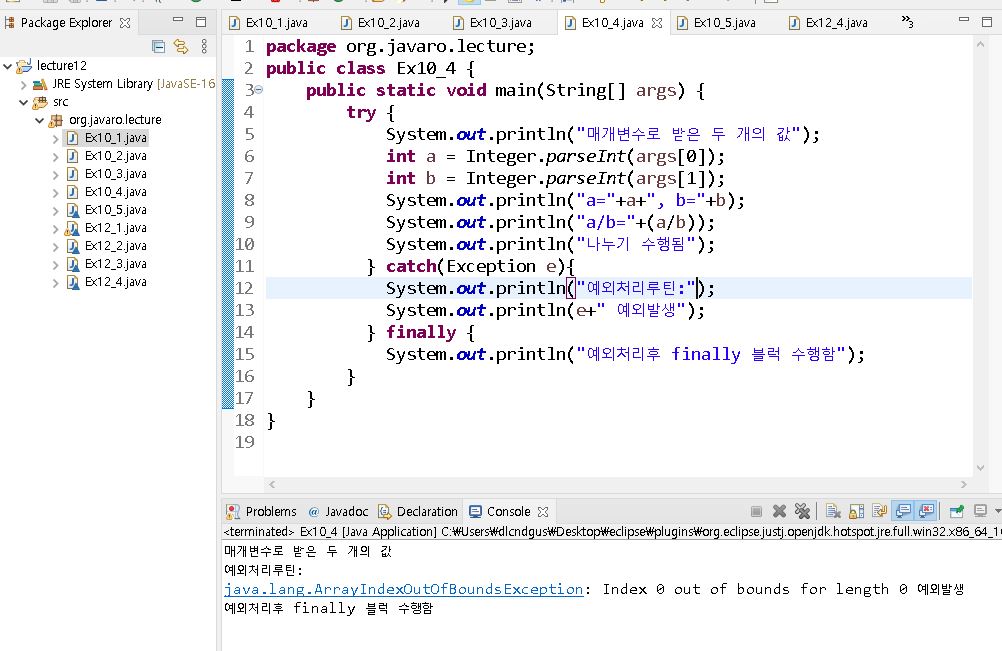 Package Explorer
lecture12
JRE System Library [JavaSE-16
src
org.javaro.lecture
Ex10_1.java
Ex10_2.java
Ex10_3.java
Ex10_4.java
Ex10_5.java
Ex12_1.java
Ex12_2.java
Ex12_3.java
Ex12_4.java
Ex10_1.java Ex10_2.java Ex10_3.java Ex10_4.java Ex10_5.java Ex12_4.java »3
1 package org.javaro.lecture;
2 public class Ex10_4 {
3 public static void main(String[] args) {
4 try {
5 System.out.println("매개변수로 받은 두 개의 값");
6 int a = Integer.parseInt(args[0]);
7 int b = Integer.parseInt(args[1]);
8 System.out.println("a="+a+", b="+b);
9 System.out.println("a/b="+(a/b));
10 System.out.println("나누기 수행됨");
11 } catch(Exception e){
12 System.out.println("예외처리루틴:");
13 System.out.println(e+" 예외발생");
14 } finally {
15 System.out.println("예외처리후 finally 블럭 수행함");
16 }
17 }
18 }
19
Problems @ Javadoc Declaration Console
<terminated> Ex10_4 [Java Application] C:₩Users₩dlcndgus₩Desktop₩eclipse₩plugins₩org.eclipse.justj.openjdk.hotspot.jre.full.win32.x86_64_1
매개변수로 받은 두 개의 값
예외처리루틴:
java.lang.ArrayIndexOutOfBoundsException: Index 0 out of bounds for length 0 예외발생
예외처리후 finally 블럭 수행함